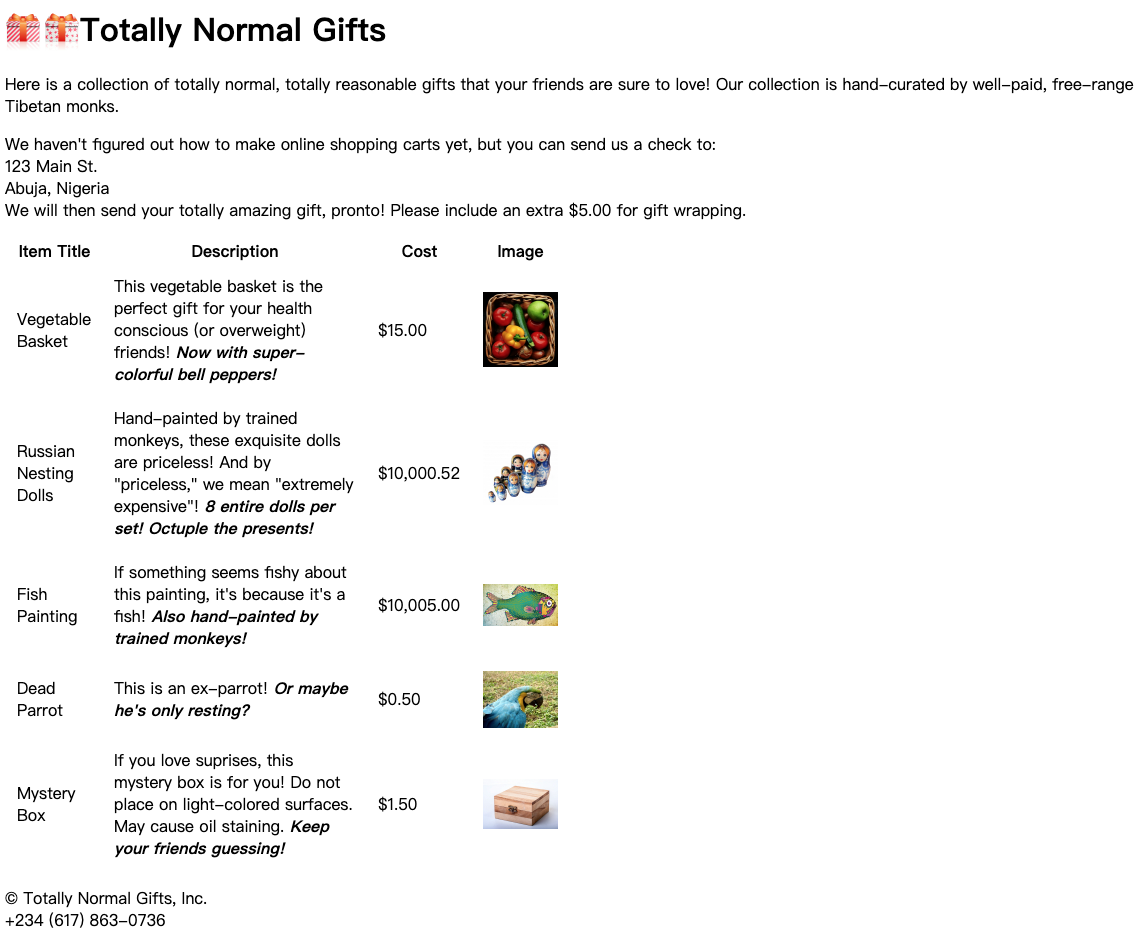 Totally Normal Gifts
Here is a collection of totally normal, totally reasonable gifts that your friends are sure to love! Our collection is hand-curated by well-paid, free-range
Tibetan monks.
We haven't figured out how to make online shopping carts yet, but you can send us a check to:
123 Main St.
Abuja, Nigeria
We will then send your totally amazing gift, pronto! Please include an extra $5.00 for gift wrapping.
Item Title Description Cost Image
Vegetable
Basket
This vegetable basket is the
perfect gift for your health
conscious (or overweight)
friends! Now with super-
colorful bell peppers!
$15.00
Russian
Nesting
Dolls
Hand-painted by trained
monkeys, these exquisite dolls
are priceless! And by
"priceless," we mean "extremely
expensive"! 8 entire dolls per
set! Octuple the presents!
$10,000.52
Fish
Painting
If something seems fishy about
this painting, it's because it's a
fish! Also hand-painted by
trained monkeys!
$10,005.00
Dead
Parrot
This is an ex-parrot! Or maybe
he's only resting?
$0.50
Mystery
Box
If you love suprises, this
mystery box is for you! Do not
place on light-colored surfaces.
May cause oil staining. Keep
your friends guessing!
$1.50
© Totally Normal Gifts, Inc.
+234 (617) 863-0736